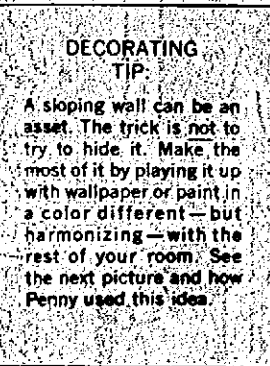 DECORATING
TIP:
A sloping wall can be an
asset. The trick is not to
try to hide it. Make the
most of it by playing it up
with wallpaper or paint in
a color different—but
harmonizing—with the
rest of your room. See
the next picture and how
Penny used this idea.